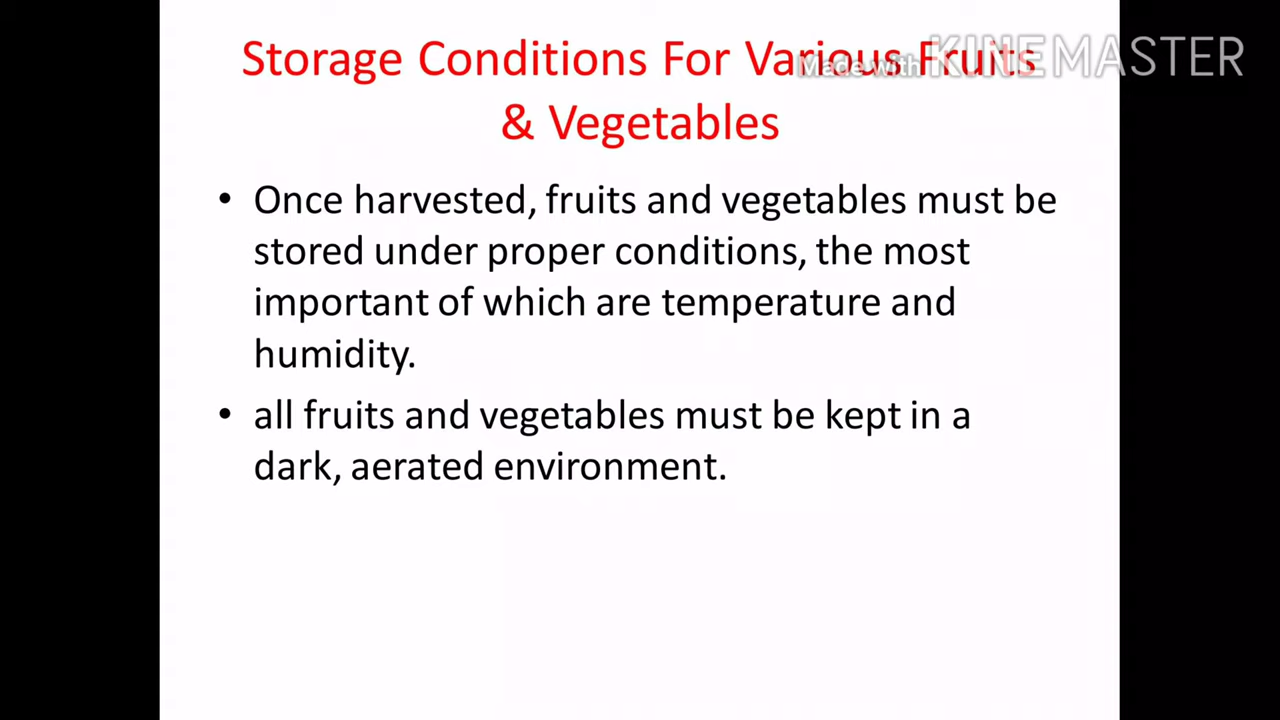 Storage Conditions For Various Fruits
Made with KINEMASTER
& Vegetables
• Once harvested, fruits and vegetables must be
stored under proper conditions, the most
important of which are temperature and
humidity.
• all fruits and vegetables must be kept in a
dark, aerated environment.